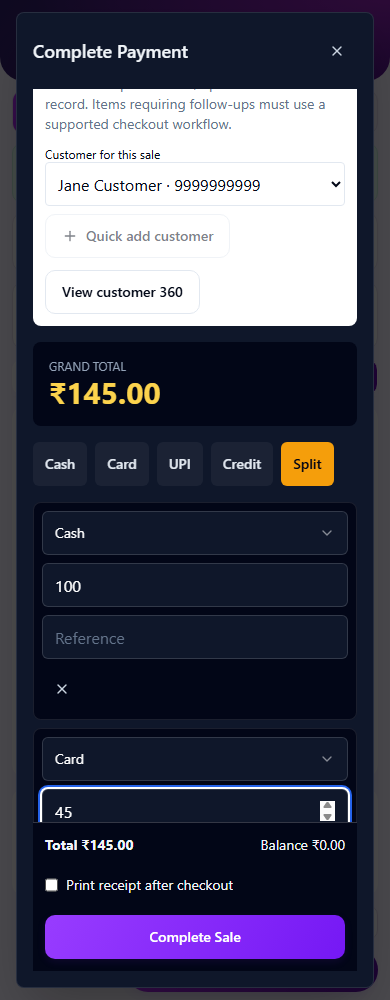 Complete Payment
record. Items requiring follow-ups must use a
supported checkout workflow.
Customer for this sale
Jane Customer · 9999999999
Quick add customer
View customer 360
GRAND TOTAL
₹145.00
Cash
Card
UPI
Credit
Split
Cash
100
Reference
Card
45
Total ₹145.00
Balance ₹0.00
Print receipt after checkout
Complete Sale